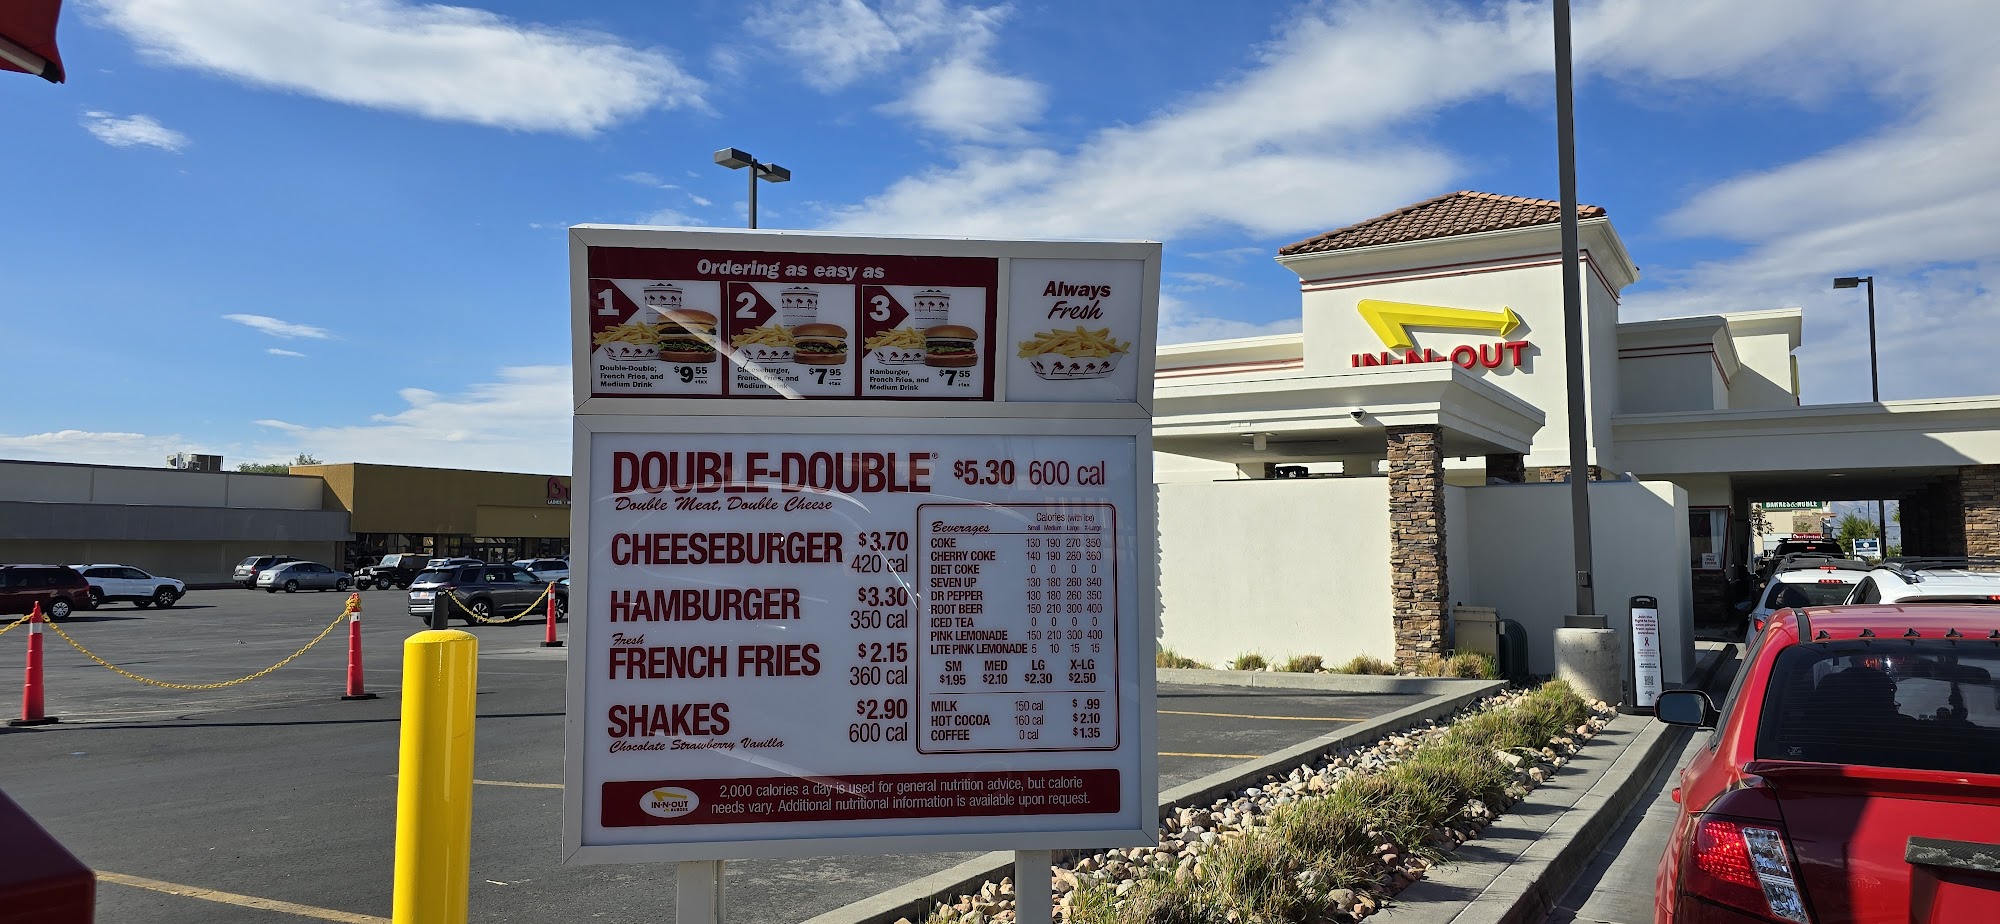 Ordering as easy as
1
Double-Double,
French Fries, and
Medium Drink
$9 55
+tax
2
Cheeseburger,
French Fries, and
Medium Drink
$7 95
+tax
3
Hamburger,
French Fries, and
Medium Drink
$7 55
+tax
Always
Fresh
DOUBLE-DOUBLE® $5.30 600 cal
Double Meat, Double Cheese
CHEESEBURGER $3.70
420 cal
HAMBURGER $3.30
350 cal
Fresh
FRENCH FRIES $2.15
360 cal
SHAKES $2.90
Chocolate Strawberry Vanilla 600 cal
Beverages Calories (with Ice)
Small Medium Large X-Large
COKE 130 190 270 350
CHERRY COKE 140 190 260 360
DIET COKE 0 0 0 0
SEVEN UP 130 180 260 340
DR PEPPER 130 180 260 350
ROOT BEER 150 210 300 400
ICED TEA 0 0 0 0
PINK LEMONADE 150 210 300 400
LITE PINK LEMONADE 5 10 15 15
SM MED LG X-LG
$1.95 $2.10 $2.30 $2.50
MILK 150 cal $ .99
HOT COCOA 160 cal $2.10
COFFEE 0 cal $1.35
IN-N-OUT
BURGER
2,000 calories a day is used for general nutrition advice, but calorie
needs vary. Additional nutritional information is available upon request.
IN-N-OUT
BARNES & NOBLE